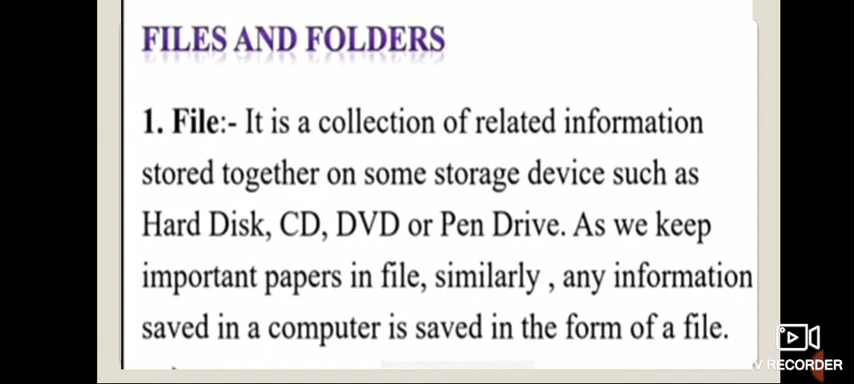 FILES AND FOLDERS
1. File:- It is a collection of related information
stored together on some storage device such as
Hard Disk, CD, DVD or Pen Drive. As we keep
important papers in file, similarly , any information
saved in a computer is saved in the form of a file.
V RECORDER